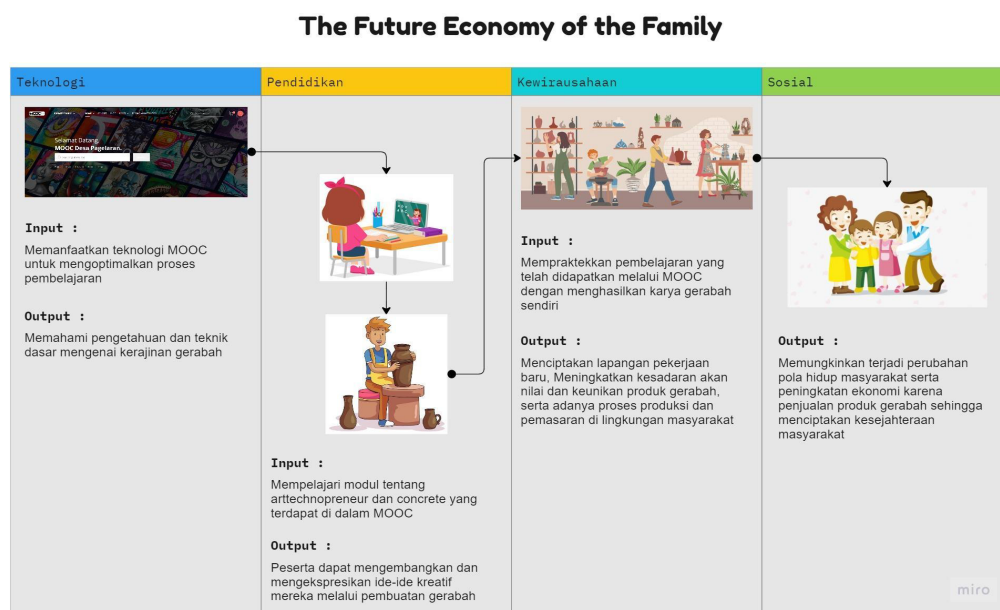 The Future Economy of the Family
Teknologi
Pendidikan
Kewirausahaan
Sosial
MOOC
Selamat Datang,
MOOC Desa Pagelaran.
Input :
Memanfaatkan teknologi MOOC
untuk mengoptimalkan proses
pembelajaran
Output :
Memahami pengetahuan dan teknik
dasar mengenai kerajinan gerabah
Input :
Mempelajari modul tentang
arttechnopreneur dan concrete yang
terdapat di dalam MOOC
Output :
Peserta dapat mengembangkan dan
mengekspresikan ide-ide kreatif
mereka melalui pembuatan gerabah
Input :
Mempraktekkan pembelajaran yang
telah didapatkan melalui MOOC
dengan menghasilkan karya gerabah
sendiri
Output :
Menciptakan lapangan pekerjaan
baru, Meningkatkan kesadaran akan
nilai dan keunikan produk gerabah,
serta adanya proses produksi dan
pemasaran di lingkungan masyarakat
Output :
Memungkinkan terjadi perubahan
pola hidup masyarakat serta
peningkatan ekonomi karena
penjualan produk gerabah sehingga
menciptakan kesejahteraan
masyarakat
miro